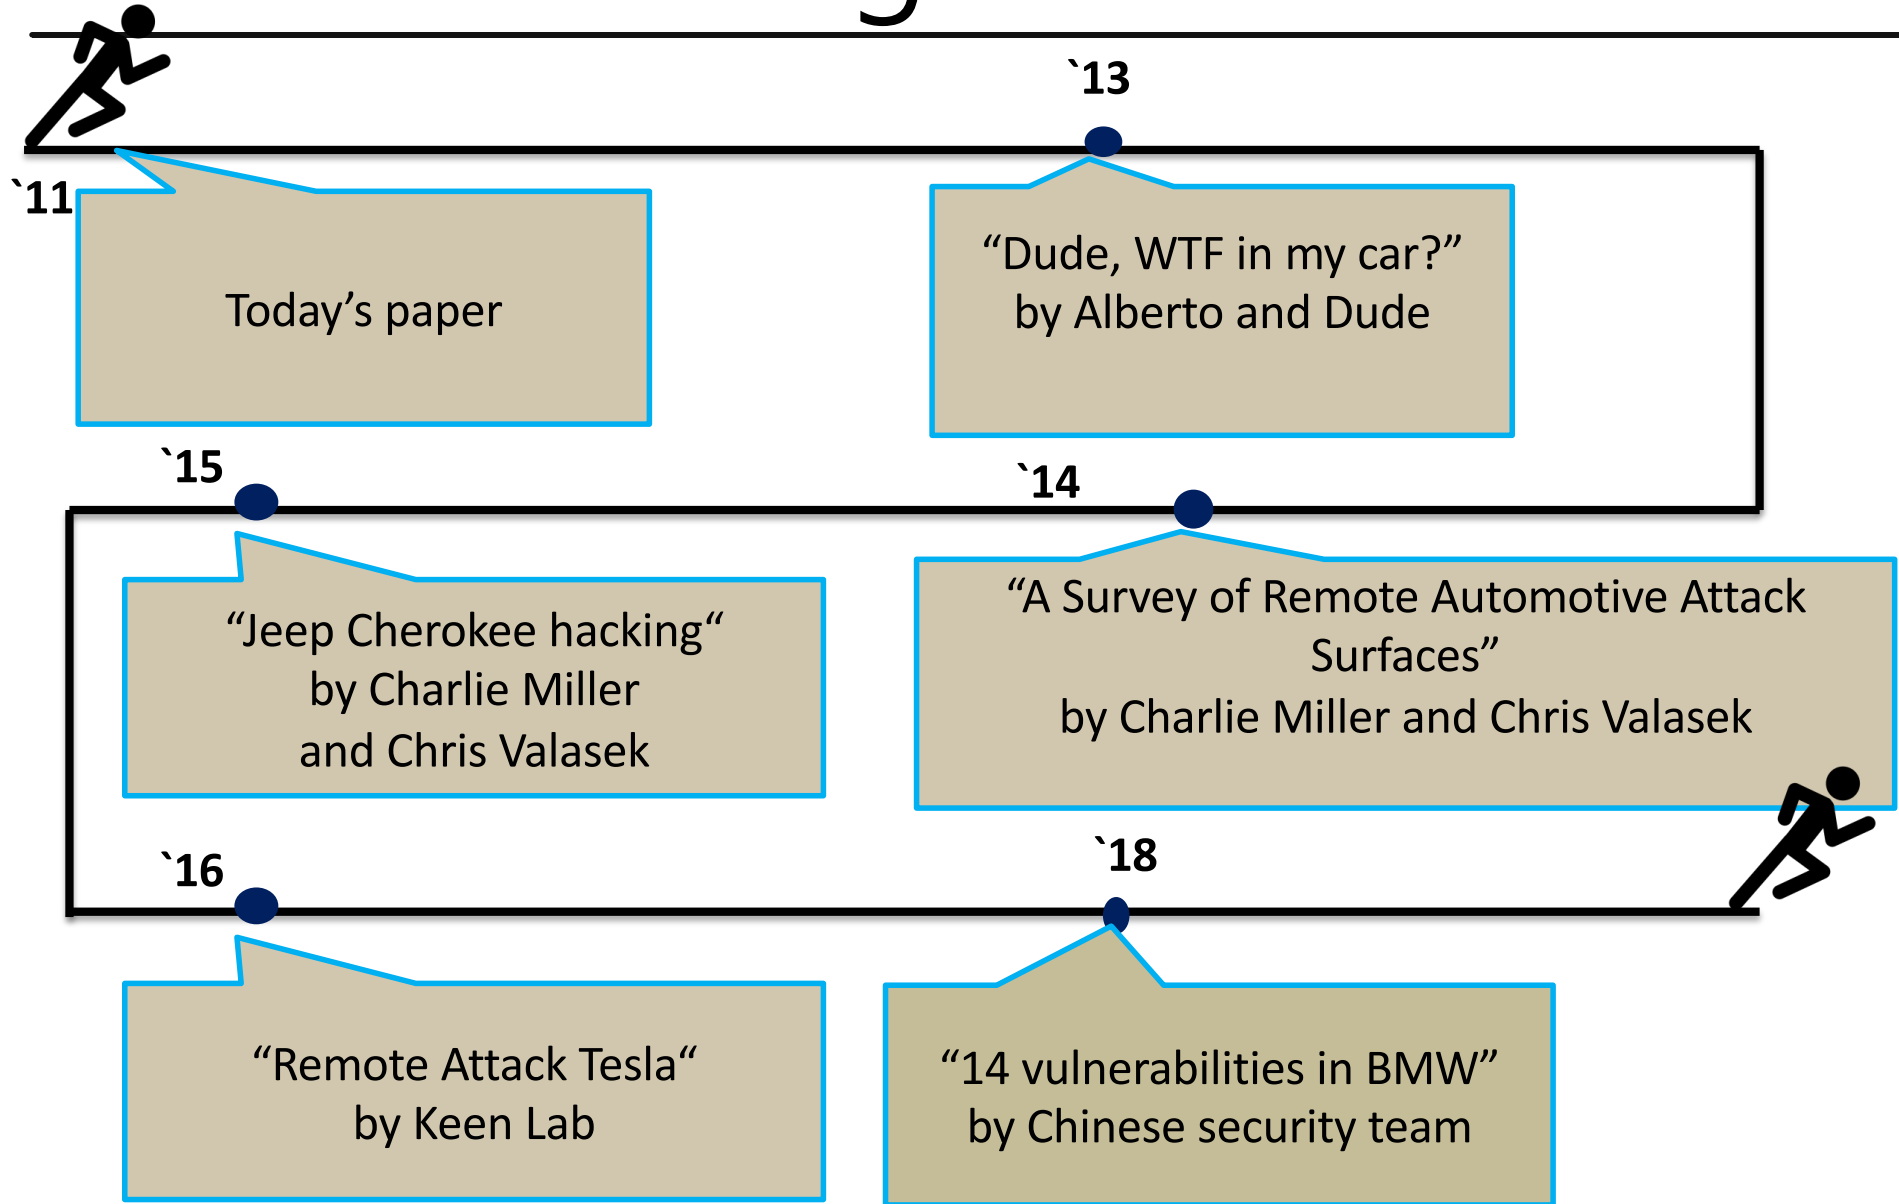 `13
`11
Today’s paper
“Dude, WTF in my car?”
by Alberto and Dude
`14
“A Survey of Remote Automotive Attack
Surfaces”
by Charlie Miller and Chris Valasek
`15
“Jeep Cherokee hacking“
by Charlie Miller
and Chris Valasek
`16
“Remote Attack Tesla“
by Keen Lab
`18
“14 vulnerabilities in BMW”
by Chinese security team